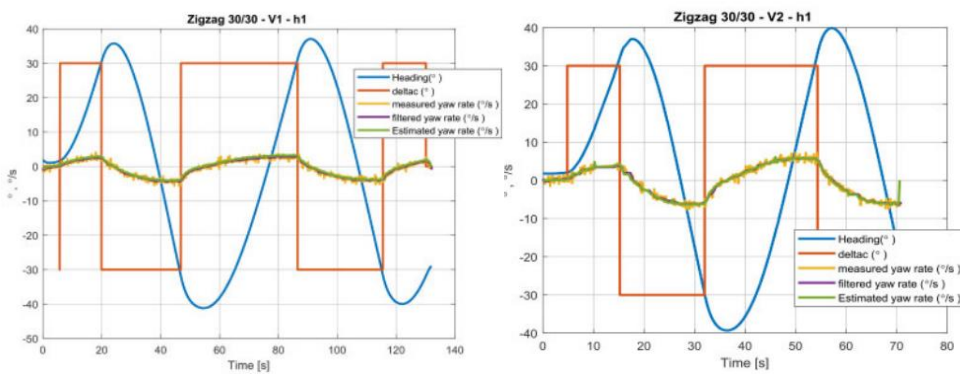 Zigzag 30/30 - V1 - h1
40
30
20
10
0
-10
-20
-30
-40
-50
°, °/s
0 20 40 60 80 100 120 140
Time [s]
Heading(°)
deltac (°)
measured yaw rate (°/s)
filtered yaw rate (°/s)
Estimated yaw rate (°/s)
Zigzag 30/30 - V2 - h1
40
30
20
10
0
-10
-20
-30
-40
°, °/s
0 10 20 30 40 50 60 70 80
Time [s]
Heading(°)
deltac (°)
measured yaw rate (°/s)
filtered yaw rate (°/s)
Estimated yaw rate (°/s)